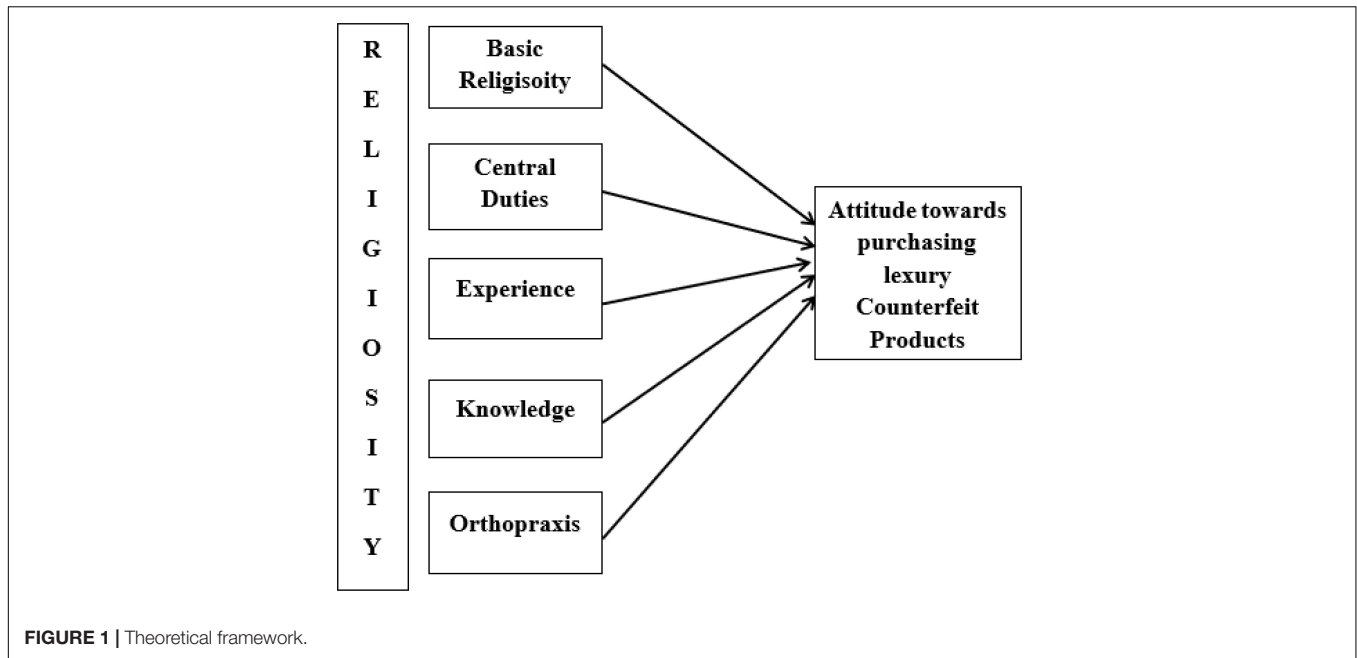 R
E
L
I
G
I
O
S
I
T
Y
Basic
Religisoity
Central
Duties
Experience
Knowledge
Orthopraxis
Attitude towards
purchasing
lexury
Counterfeit
Products
FIGURE 1 | Theoretical framework.